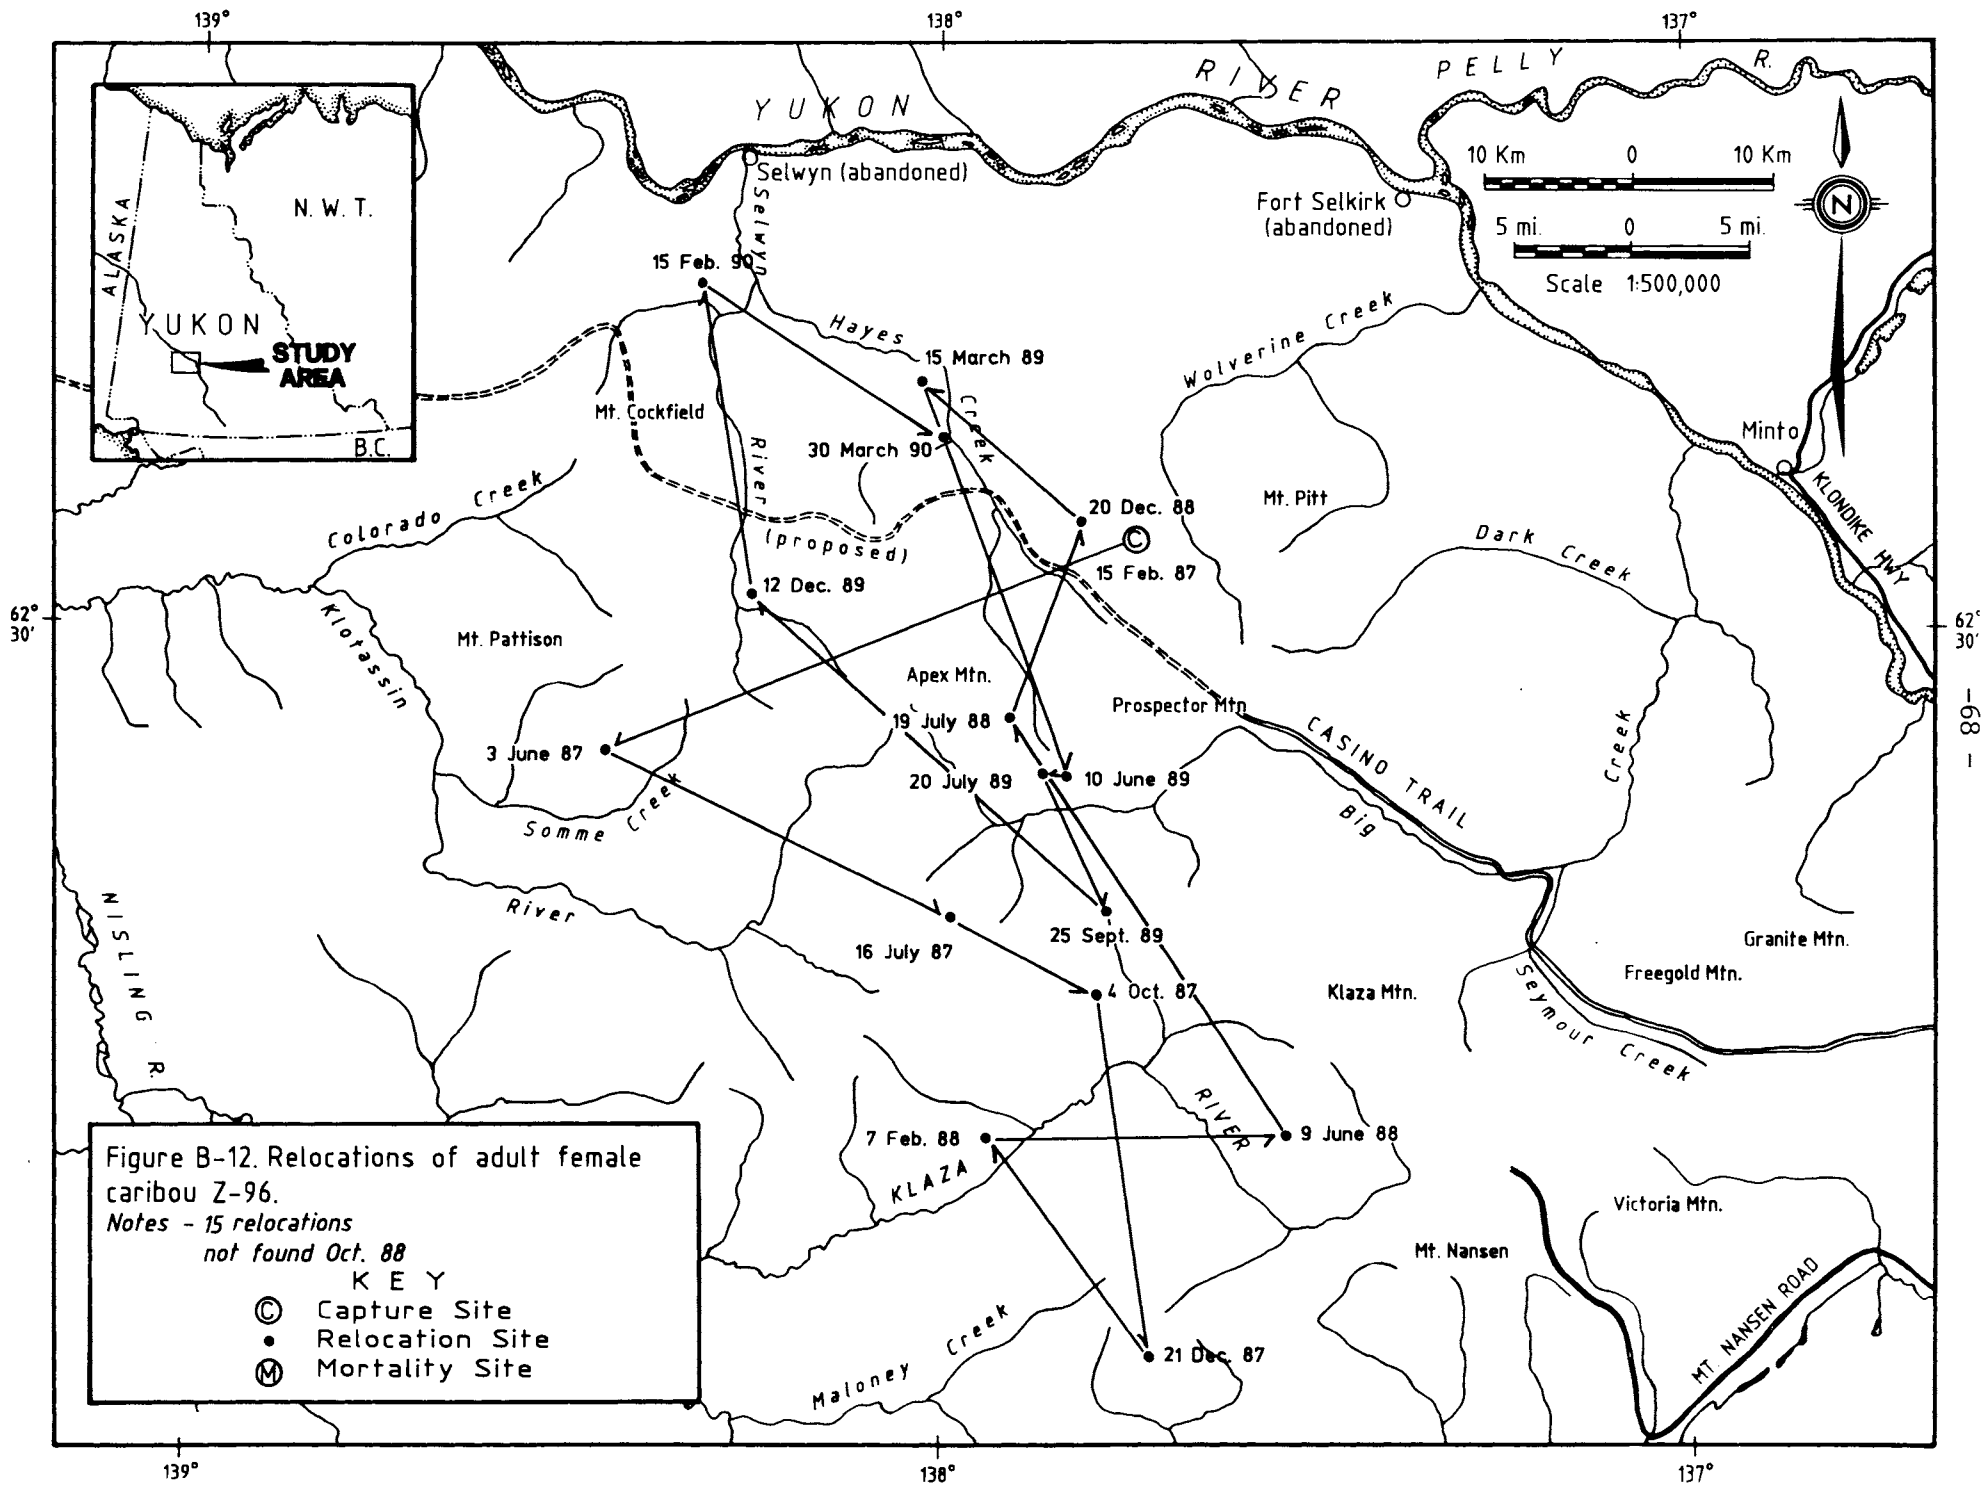 139°
138°
137°
YUKON
RIVER
PELLY
R.
Selwyn (abandoned)
Fort Selkirk
(abandoned)
10 Km 0 10 Km
5 mi. 0 5 mi.
Scale 1:500,000
N
ALASKA
N.W.T.
YUKON
STUDY
AREA
B.C.
Selwyn
River
15 Feb. 90
Hayes
Creek
15 March 89
Wolverine Creek
Mt. Cockfield
30 March 90
Minto
KLONDIKE HWY
Mt. Pitt
20 Dec. 88
C
15 Feb. 87
Colorado Creek
(proposed)
Dark Creek
12 Dec. 89
62°
30'
62°
30'
Klotassin
Mt. Pattison
Apex Mtn.
Prospector Mtn
19 July 88
3 June 87
20 July 89
10 June 89
CASINO TRAIL
Big
Creek
-68-
Somme Creek
River
NISLING R.
25 Sept. 89
16 July 87
4 Oct. 87
Klaza Mtn.
Granite Mtn.
Freegold Mtn.
Seymour Creek
RIVER
7 Feb. 88
9 June 88
KLAZA
Victoria Mtn.
Mt. Nansen
MT. NANSEN ROAD
21 Dec. 87
Maloney Creek
Figure B-12. Relocations of adult female
caribou Z-96.
Notes - 15 relocations
not found Oct. 88
KEY
C Capture Site
Relocation Site
M Mortality Site
139°
138°
137°